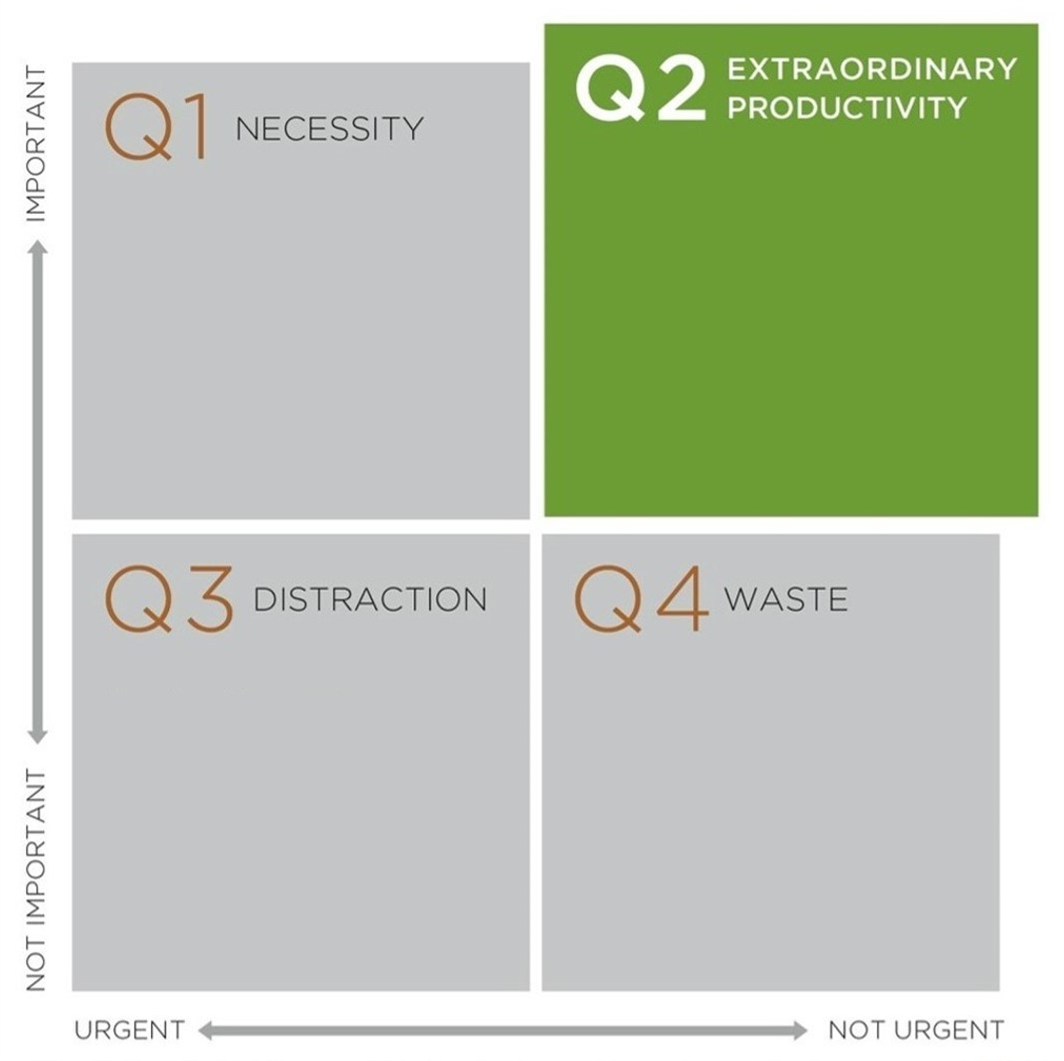 IMPORTANT
Q1 NECESSITY
Q2 EXTRAORDINARY
PRODUCTIVITY
NOT IMPORTANT
Q3 DISTRACTION
Q4 WASTE
URGENT
NOT URGENT